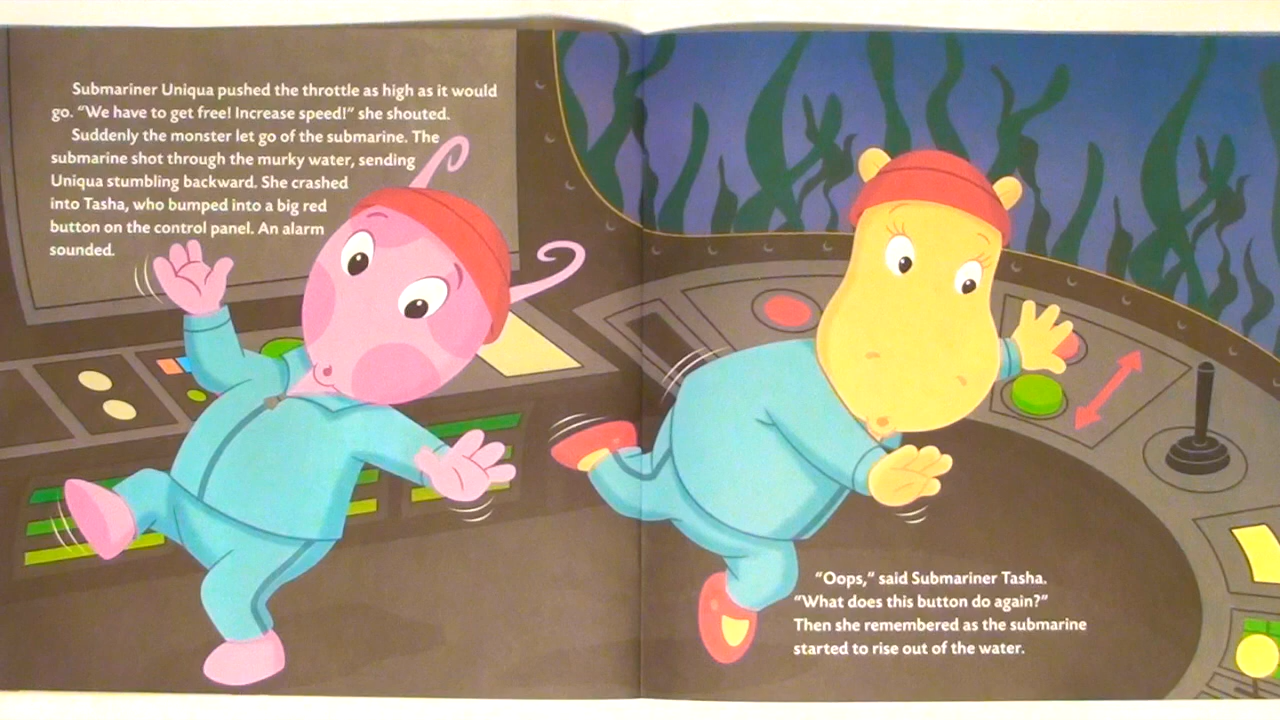 Submariner Uniqua pushed the throttle as high as it would
go. “We have to get free! Increase speed!” she shouted.
Suddenly the monster let go of the submarine. The
submarine shot through the murky water, sending
Uniqua stumbling backward. She crashed
into Tasha, who bumped into a big red
button on the control panel. An alarm
sounded.
“Oops,” said Submariner Tasha.
“What does this button do again?”
Then she remembered as the submarine
started to rise out of the water.